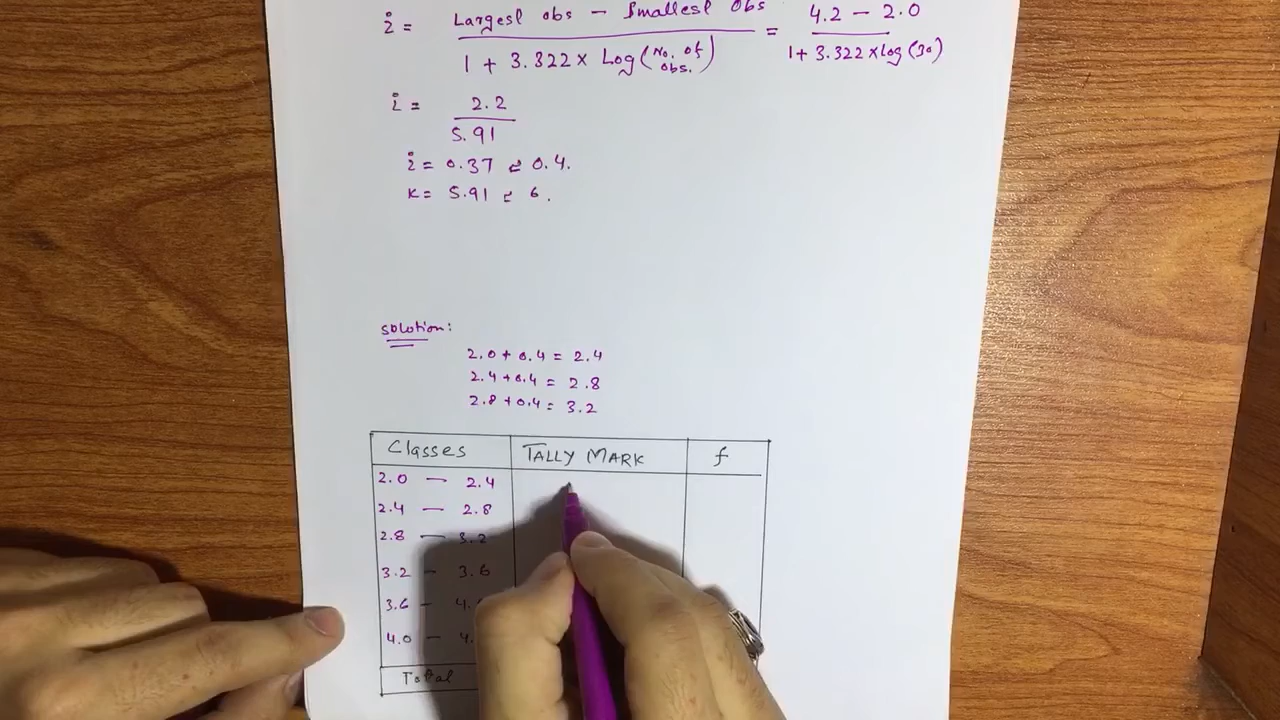 i = Largest obs – Smallest obs / 1 + 3.322 x Log (No. of obs.) = 4.2 – 2.0 / 1 + 3.322 x log (30)
i = 2.2 / 5.91
i = 0.37 ≈ 0.4.
K = 5.91 ≈ 6.
Solution:
2.0 + 0.4 = 2.4
2.4 + 0.4 = 2.8
2.8 + 0.4 = 3.2
Classes TALLY MARK f
2.0 — 2.4
2.4 — 2.8
2.8 — 3.2
3.2 – 3.6
3.6 – 4.
4.0 – 4.
Total